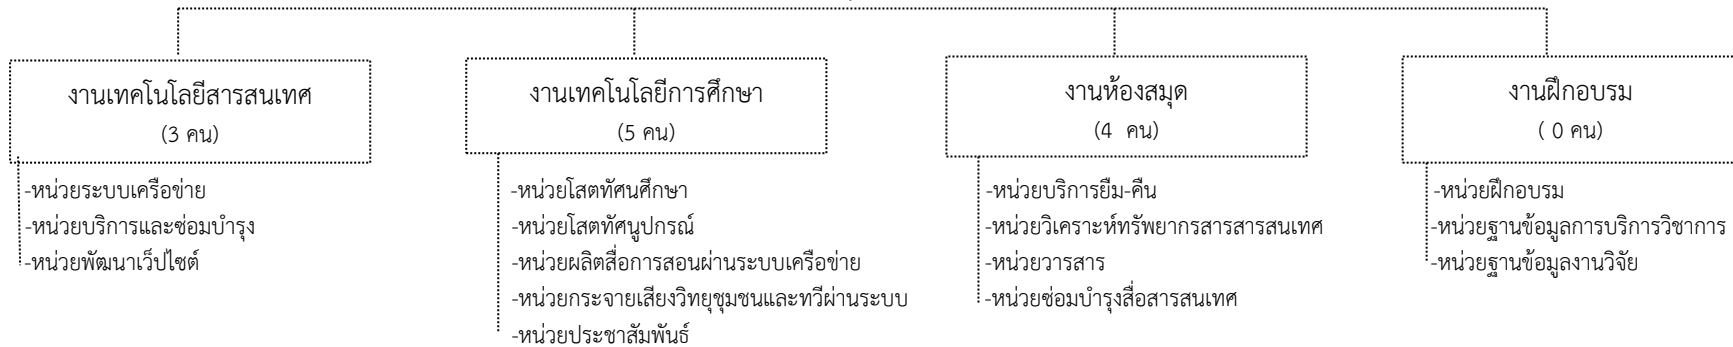 งานเทคโนโลยีสารสนเทศ
(3 คน)
-หน่วยระบบเครือข่าย
-หน่วยบริการและซ่อมบำรุง
-หน่วยพัฒนาเว็ปไซต์
งานเทคโนโลยีการศึกษา
(5 คน)
-หน่วยโสตทัศนศึกษา
-หน่วยโสตทัศนูปกรณ์
-หน่วยผลิตสื่อการสอนผ่านระบบเครือข่าย
-หน่วยกระจายเสียงวิทยุชุมชนและทวีผ่านระบบ
-หน่วยประชาสัมพันธ์
งานห้องสมุด
(4 คน)
-หน่วยบริการยืม-คืน
-หน่วยวิเคราะห์ทรัพยากรสารสารสนเทศ
-หน่วยวารสาร
-หน่วยซ่อมบำรุงสื่อสารสนเทศ
งานฝึกอบรม
( 0 คน)
-หน่วยฝึกอบรม
-หน่วยฐานข้อมูลการบริการวิชาการ
-หน่วยฐานข้อมูลงานวิจัย